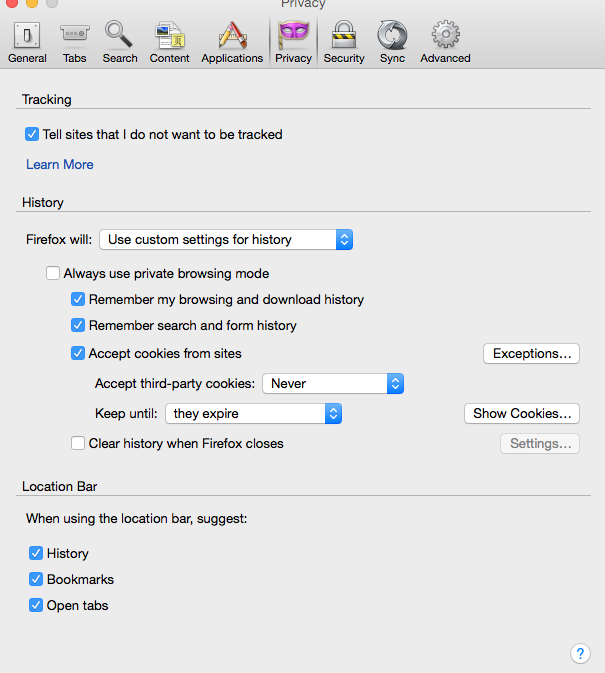 Privacy
General Tabs Search Content Applications Privacy Security Sync Advanced
Tracking
Tell sites that I do not want to be tracked
Learn More
History
Firefox will: Use custom settings for history
Always use private browsing mode
Remember my browsing and download history
Remember search and form history
Accept cookies from sites Exceptions...
Accept third-party cookies: Never
Keep until: they expire Show Cookies...
Clear history when Firefox closes Settings...
Location Bar
When using the location bar, suggest:
History
Bookmarks
Open tabs
?